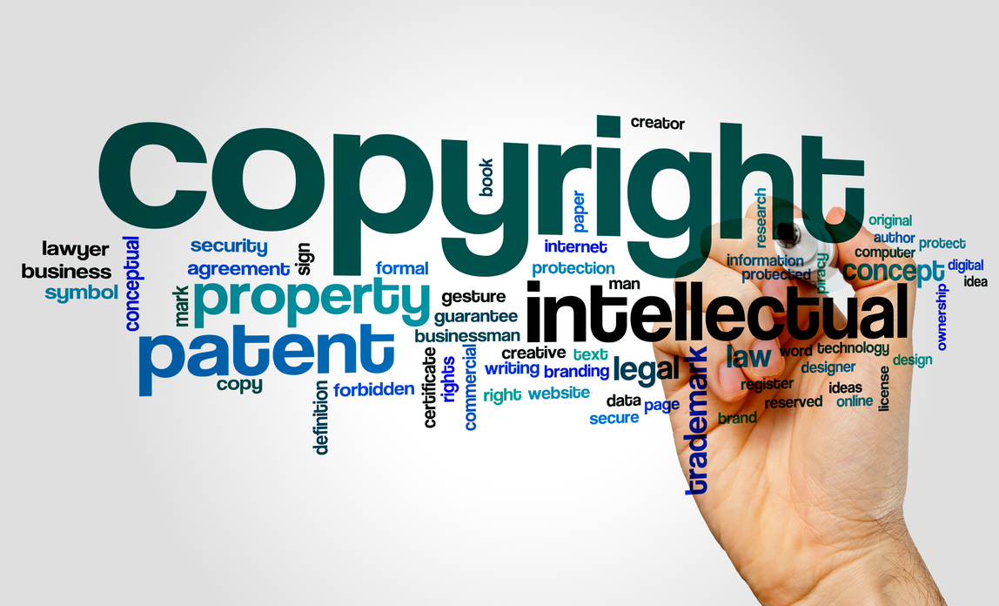 creator
copyright
book
paper
research
original
lawyer
conceptual
security
sign
internet
author
protect
business
agreement
formal
protection
information
computer
digital
symbol
protected
piracy
concept
idea
mark
property
gesture
man
intellectual
ownership
guarantee
patent
businessman
certificate
rights
commercial
creative
text
legal
trademark
law
word
technology
writing
branding
designer
design
copy
definition
forbidden
right
website
register
ideas
license
data
page
reserved
online
secure
brand